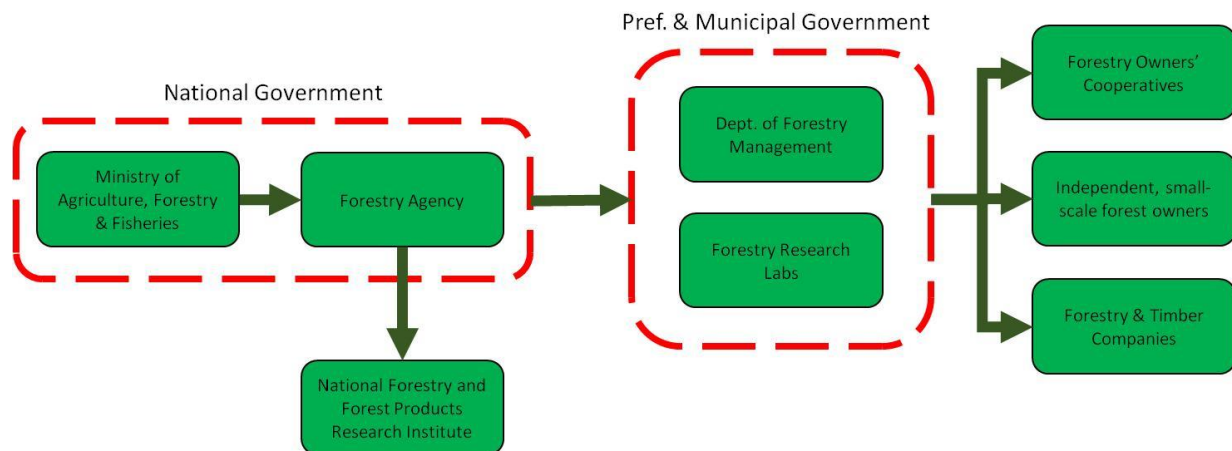 National Government
Ministry of
Agriculture, Forestry
& Fisheries
Forestry Agency
National Forestry and
Forest Products
Research Institute
Pref. & Municipal Government
Dept. of Forestry
Management
Forestry Research
Labs
Forestry Owners'
Cooperatives
Independent, small-
scale forest owners
Forestry & Timber
Companies